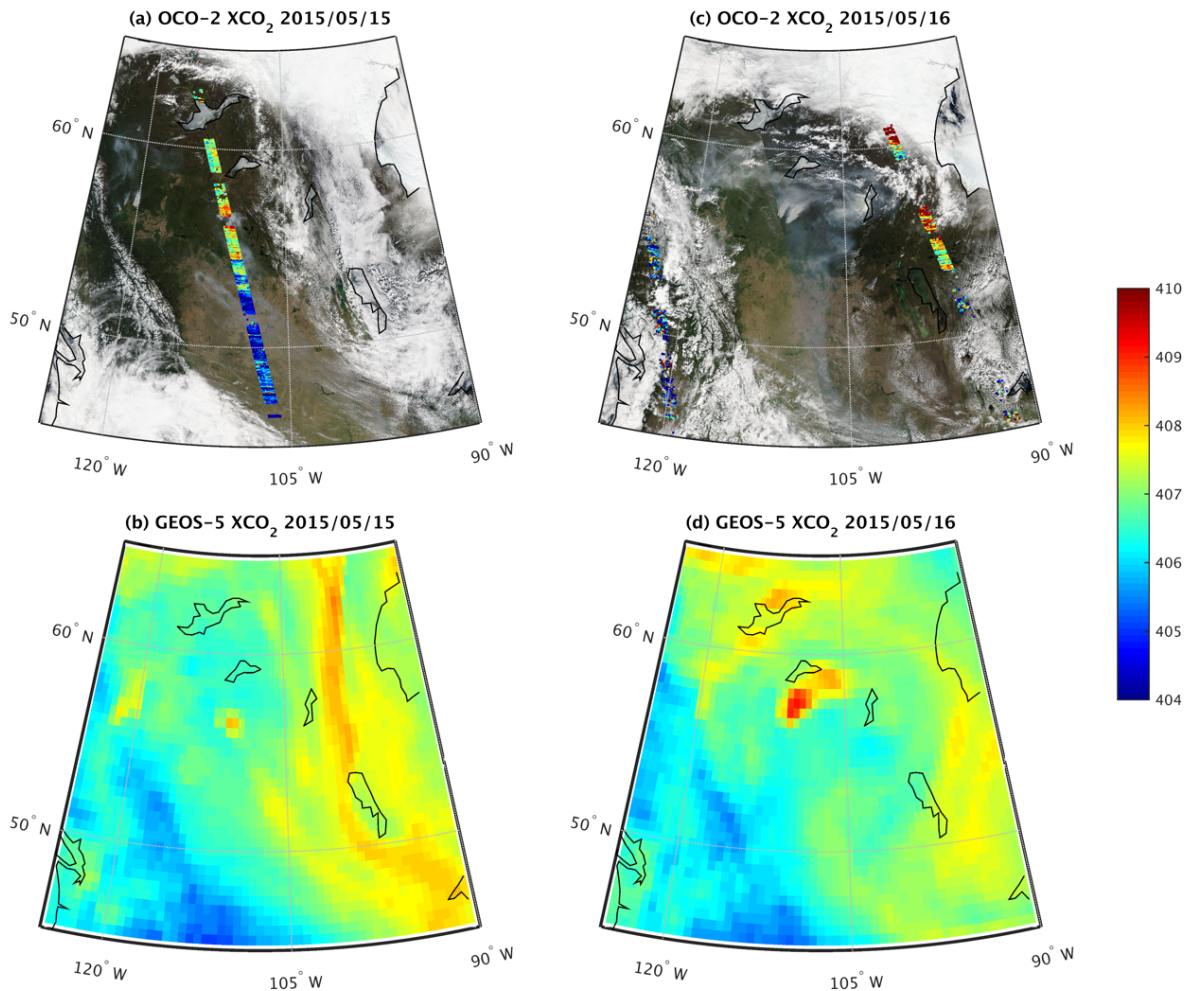 (a) OCO-2 XCO2 2015/05/15
60° N
50° N
120° W
105° W
90° W
(c) OCO-2 XCO2 2015/05/16
60° N
50° N
120° W
105° W
90° W
(b) GEOS-5 XCO2 2015/05/15
60° N
50° N
120° W
105° W
90° W
(d) GEOS-5 XCO2 2015/05/16
60° N
50° N
120° W
105° W
90° W
410
409
408
407
406
405
404